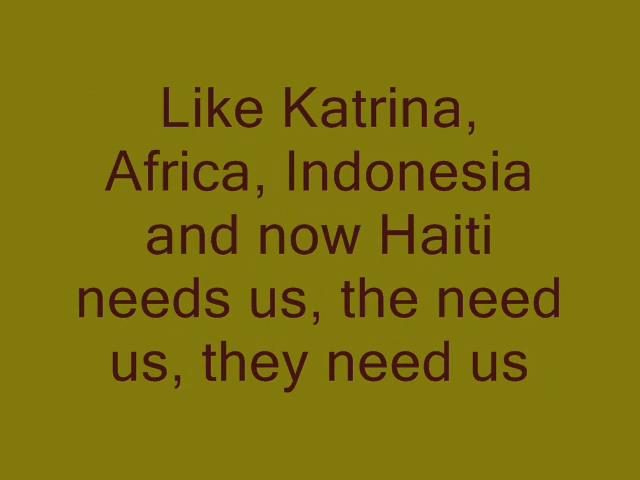 Like Katrina,
Africa, Indonesia
and now Haiti
needs us, the need
us, they need us